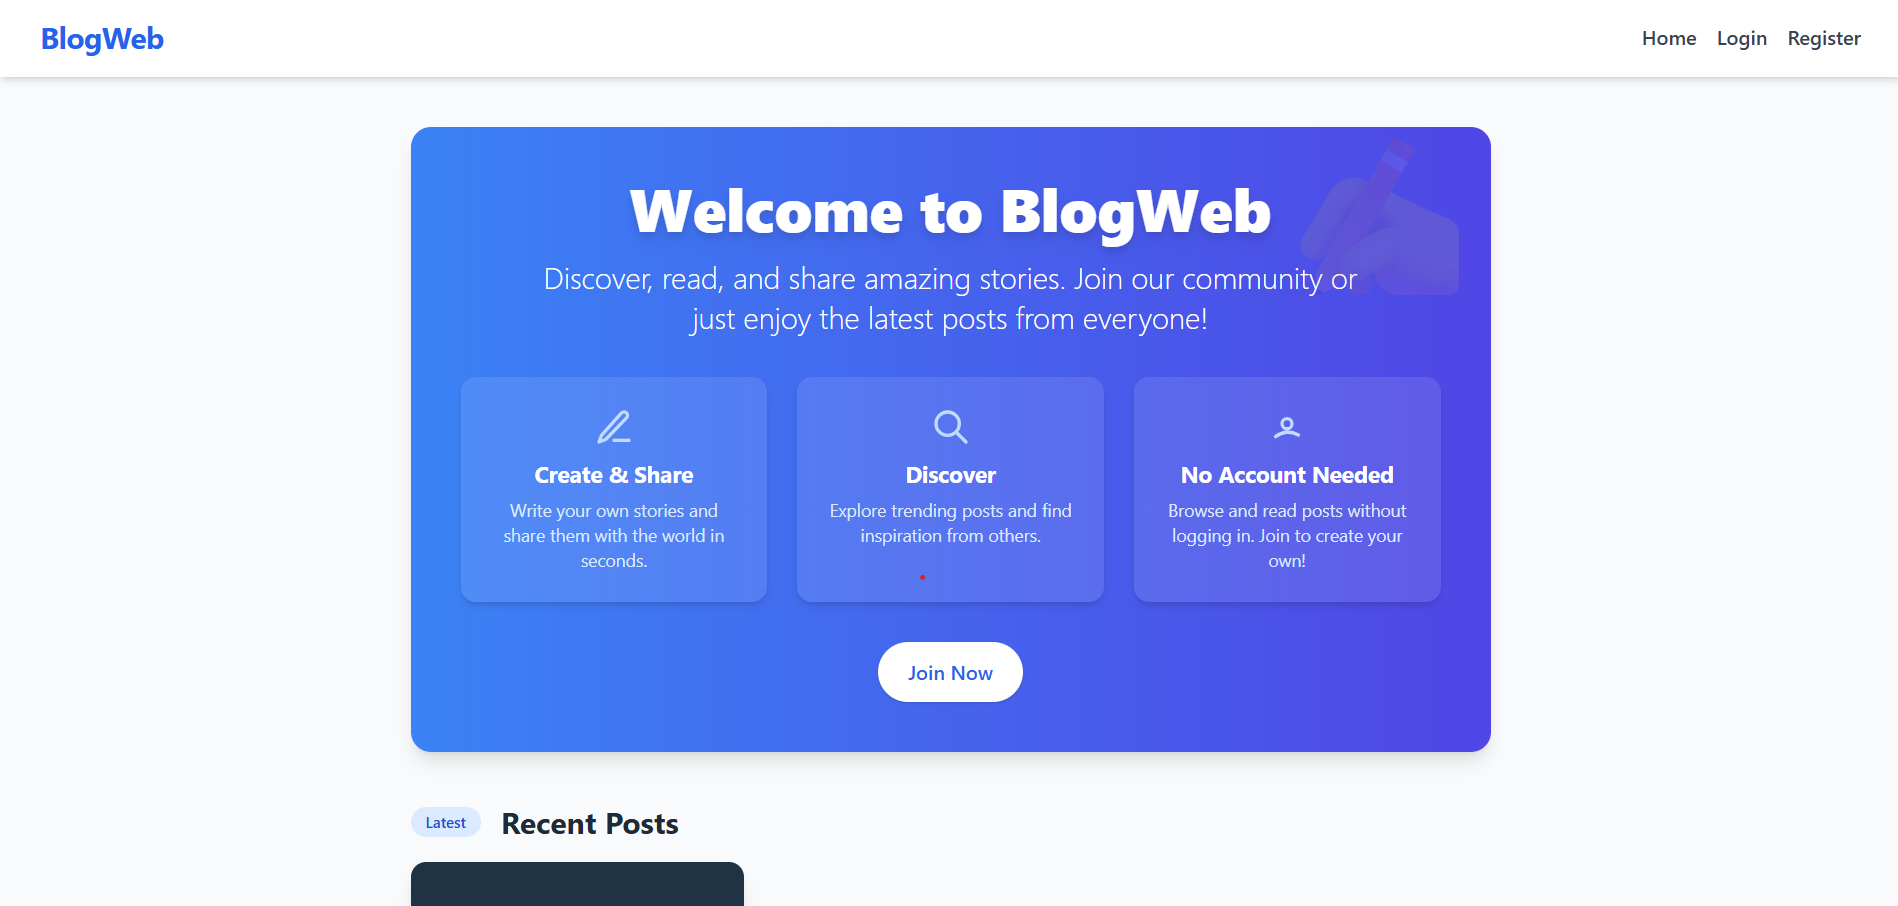 BlogWeb
Home Login Register
Welcome to BlogWeb
Discover, read, and share amazing stories. Join our community or
just enjoy the latest posts from everyone!
Create & Share
Write your own stories and
share them with the world in
seconds.
Discover
Explore trending posts and find
inspiration from others.
No Account Needed
Browse and read posts without
logging in. Join to create your
own!
Join Now
Latest
Recent Posts